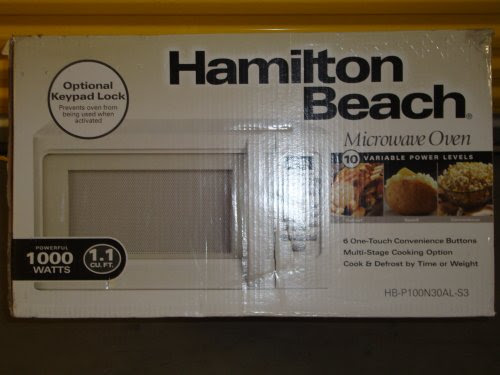 Optional
Keypad Lock
Prevents oven from
being used when
activated
Hamilton
Beach®
Microwave Oven
10 VARIABLE POWER LEVELS
6 One-Touch Convenience Buttons
Multi-Stage Cooking Option
Cook & Defrost by Time or Weight
POWERFUL
1000
WATTS
1.1
CU. FT.
HB-P100N30AL-S3